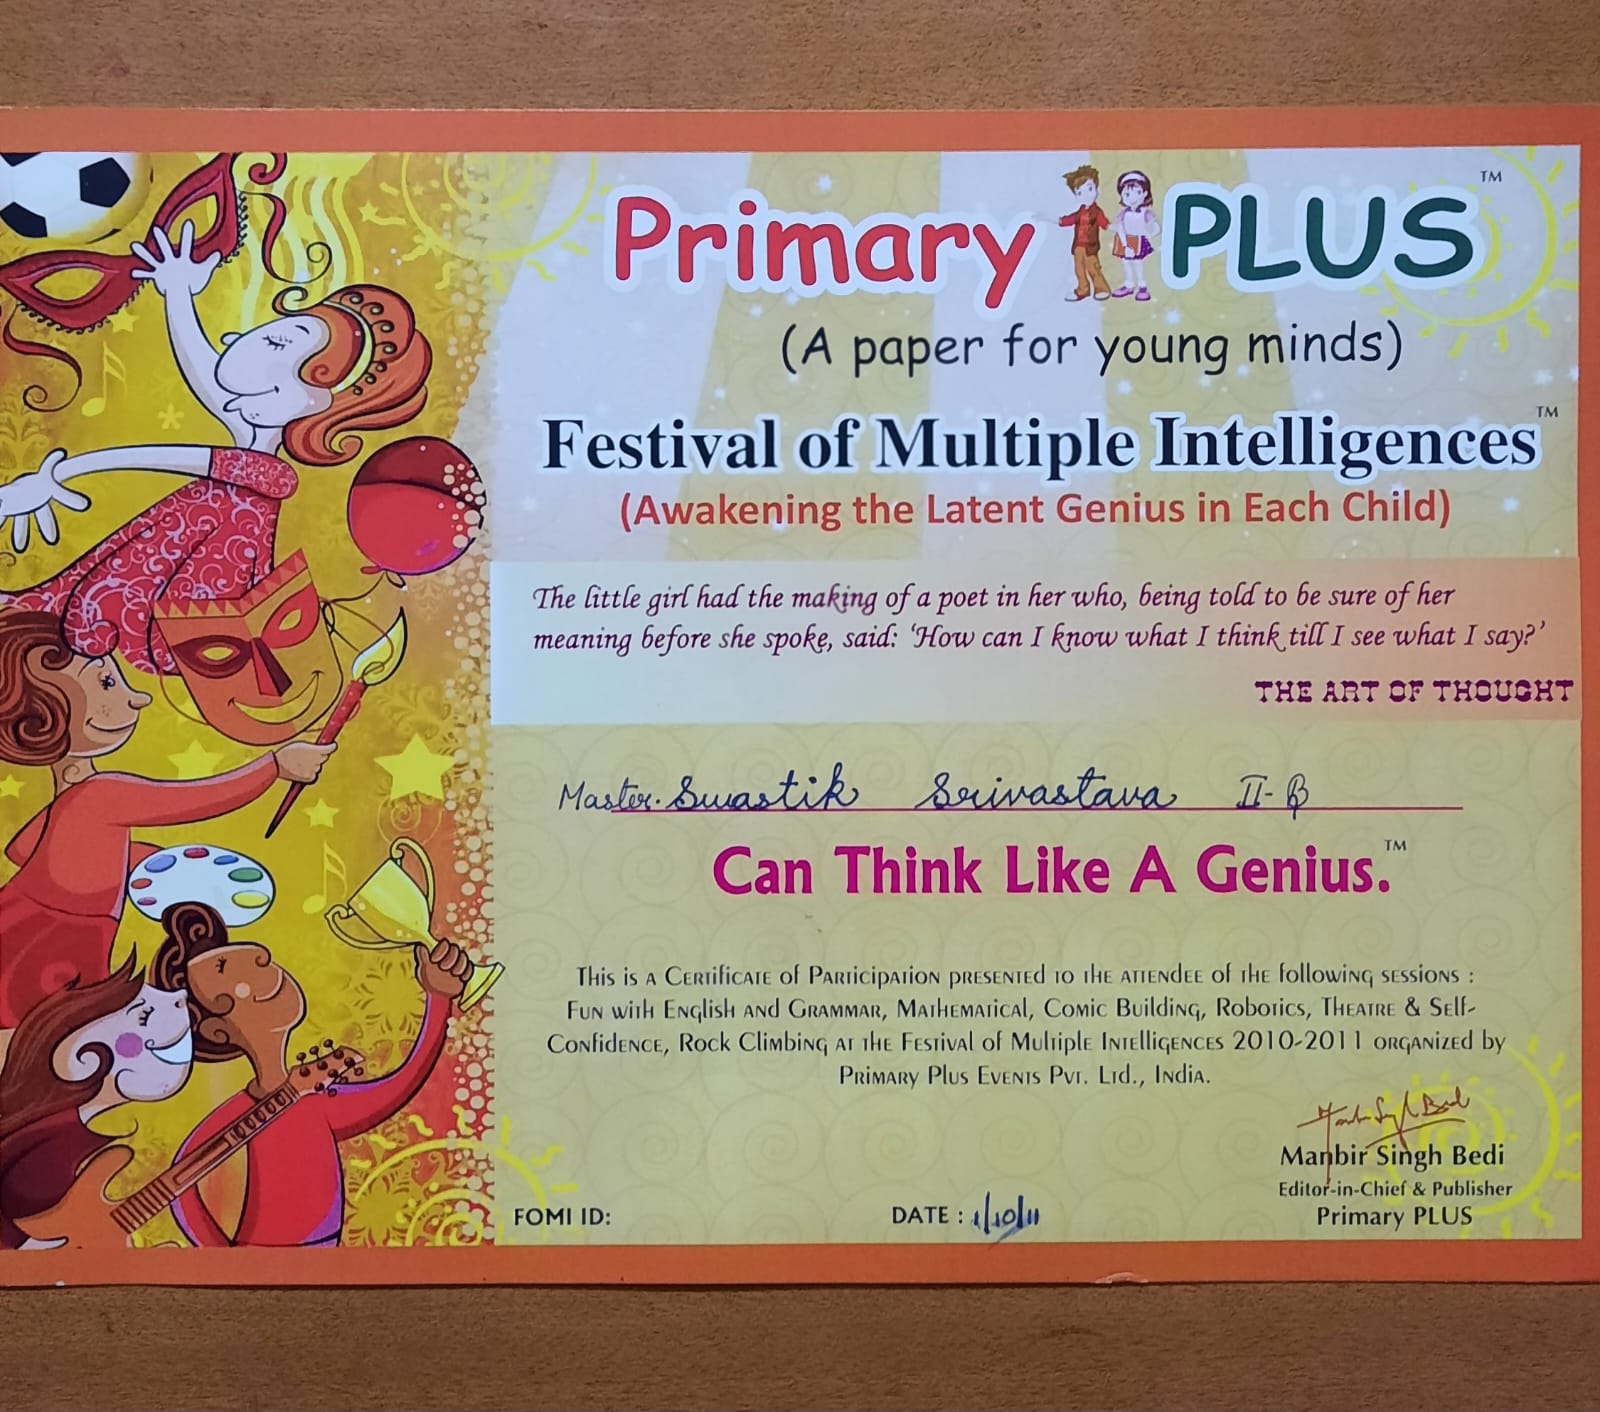 Primary PLUS™
(A paper for young minds)
Festival of Multiple Intelligences™
(Awakening the Latent Genius in Each Child)
The little girl had the making of a poet in her who, being told to be sure of her
meaning before she spoke, said: ‘How can I know what I think till I see what I say?’
THE ART OF THOUGHT
Master. Swastik Srivastava II-B
Can Think Like A Genius.™
This is a Certificate of Participation presented to the attendee of the following sessions :
Fun with English and Grammar, Mathematical, Comic Building, Robotics, Theatre & Self-
Confidence, Rock Climbing at the Festival of Multiple Intelligences 2010-2011 organized by
Primary Plus Events Pvt. Ltd., India.
Manbir Singh Bedi
Editor-in-Chief & Publisher
Primary PLUS
FOMI ID:
DATE : 1/10/11